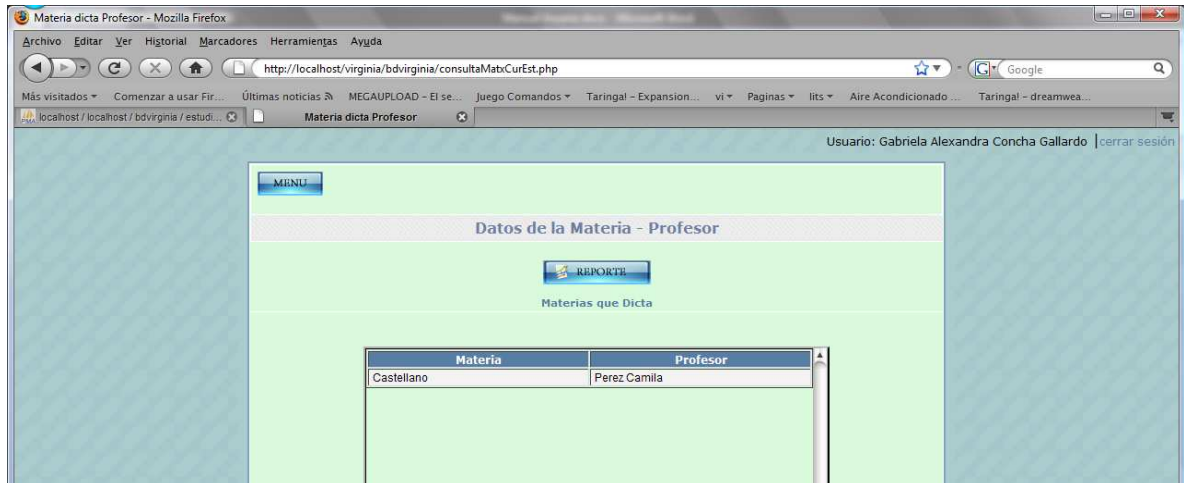 Materia dicta Profesor - Mozilla Firefox
Archivo Editar Ver Historial Marcadores Herramientas Ayuda
http://localhost/virginia/bdvirginia/consultaMatxCurEst.php
Google
Más visitados Comenzar a usar Fir... Últimas noticias MEGAUPLOAD - El se... Juego Comandos Taringa! - Expansion... vi Paginas lits Aire Acondicionado ... Taringa! - dreamwea...
localhost / localhost / bdvirginia / estudi... Materia dicta Profesor
Usuario: Gabriela Alexandra Concha Gallardo |cerrar sesión
MENU
Datos de la Materia - Profesor
REPORTE
Materias que Dicta
Materia Profesor
Castellano Perez Camila